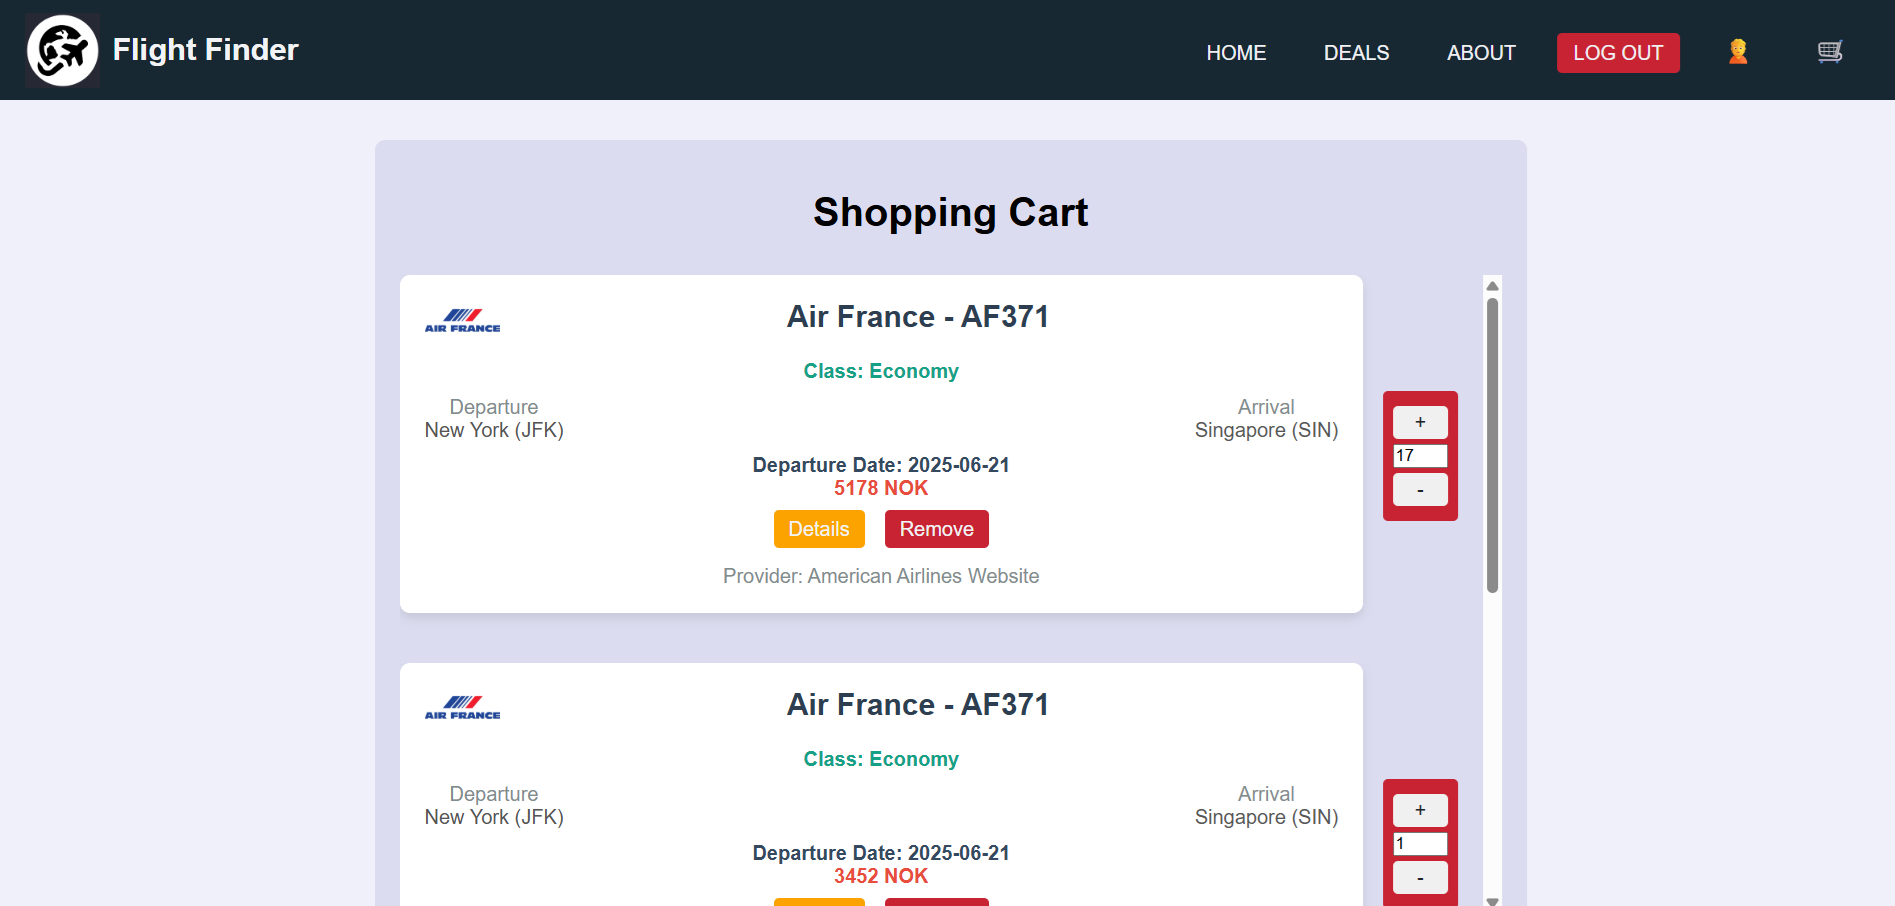 Flight Finder
HOME
DEALS
ABOUT
LOG OUT
Shopping Cart
AIR FRANCE
Air France - AF371
Class: Economy
Departure
New York (JFK)
Arrival
Singapore (SIN)
Departure Date: 2025-06-21
5178 NOK
Details
Remove
Provider: American Airlines Website
+
17
-
AIR FRANCE
Air France - AF371
Class: Economy
Departure
New York (JFK)
Arrival
Singapore (SIN)
Departure Date: 2025-06-21
3452 NOK
+
1
-